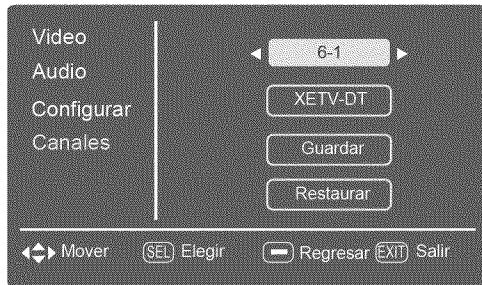 Video
Audio
Configurar
Canales
6-1
XETV-DT
Guardar
Restaurar
Mover SEL Elegir Regresar EXIT Salir